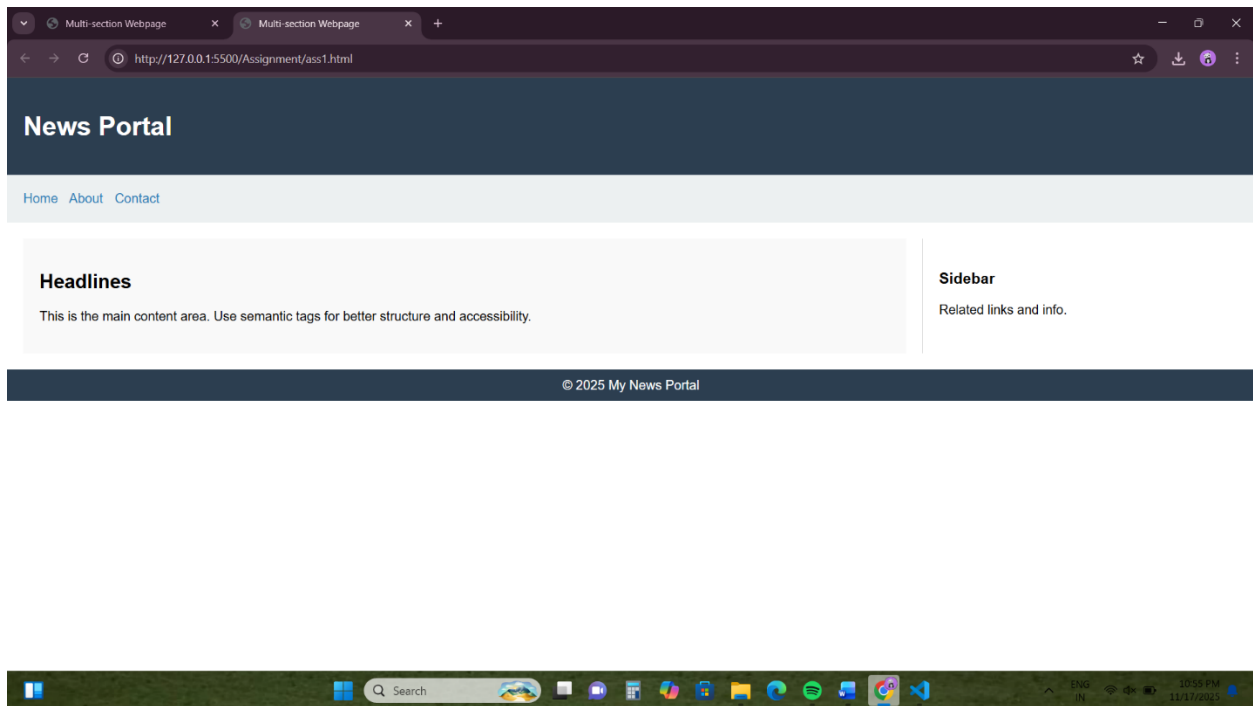 Multi-section Webpage
Multi-section Webpage
http://127.0.0.1:5500/Assignment/ass1.html
News Portal
Home About Contact
Headlines
This is the main content area. Use semantic tags for better structure and accessibility.
Sidebar
Related links and info.
© 2025 My News Portal
Search
ENG
IN
10:55 PM
11/17/2025